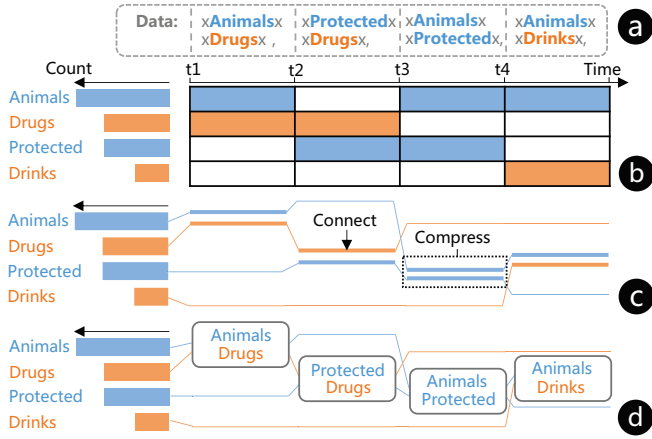 Data: xAnimalsx xProtectedx xAnimalsx xAnimalsx
xDrugsx , xDrugsx, xProtectedx, xDrinksx,
a
Count t1 t2 t3 t4 Time
Animals
Drugs
Protected
Drinks
b
Animals
Connect
Drugs
Compress
Protected
Drinks
c
Animals
Drugs
Protected
Drinks
Animals
Drugs
Protected
Drugs
Animals
Protected
Animals
Drinks
d